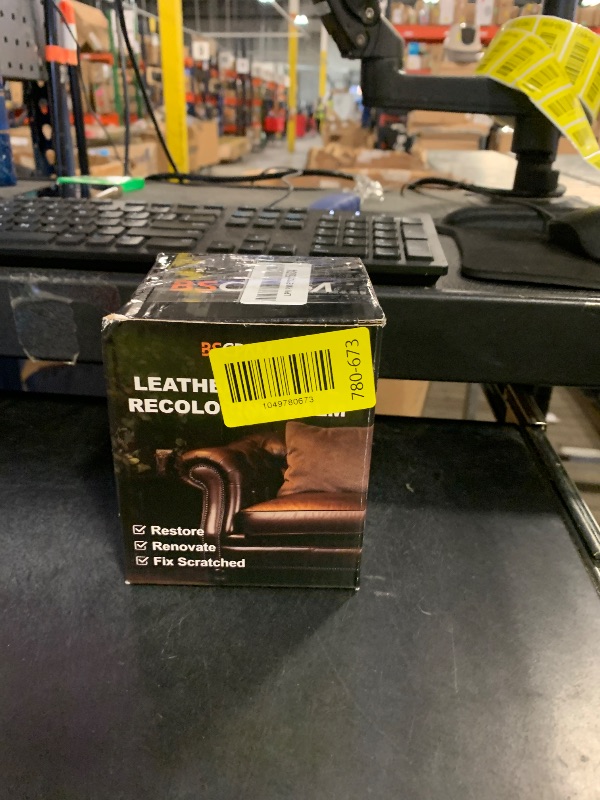 BSC
LEATHE
RECOLO M
1049780673
780-673
Restore
Renovate
Fix Scratched